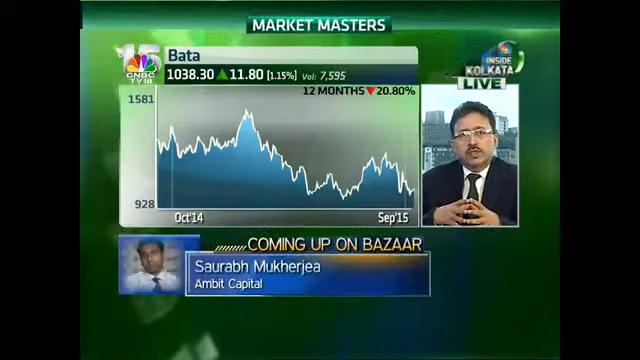 MARKET MASTERS
15
CNBC
TV18
Bata
1038.30 ▲ 11.80 [1.15%] Vol: 7,595
12 MONTHS ▼ 20.80%
1581
928
Oct'14
Sep'15
INSIDE
KOLKATA
LIVE
COMING UP ON BAZAAR
Saurabh Mukherjea
Ambit Capital